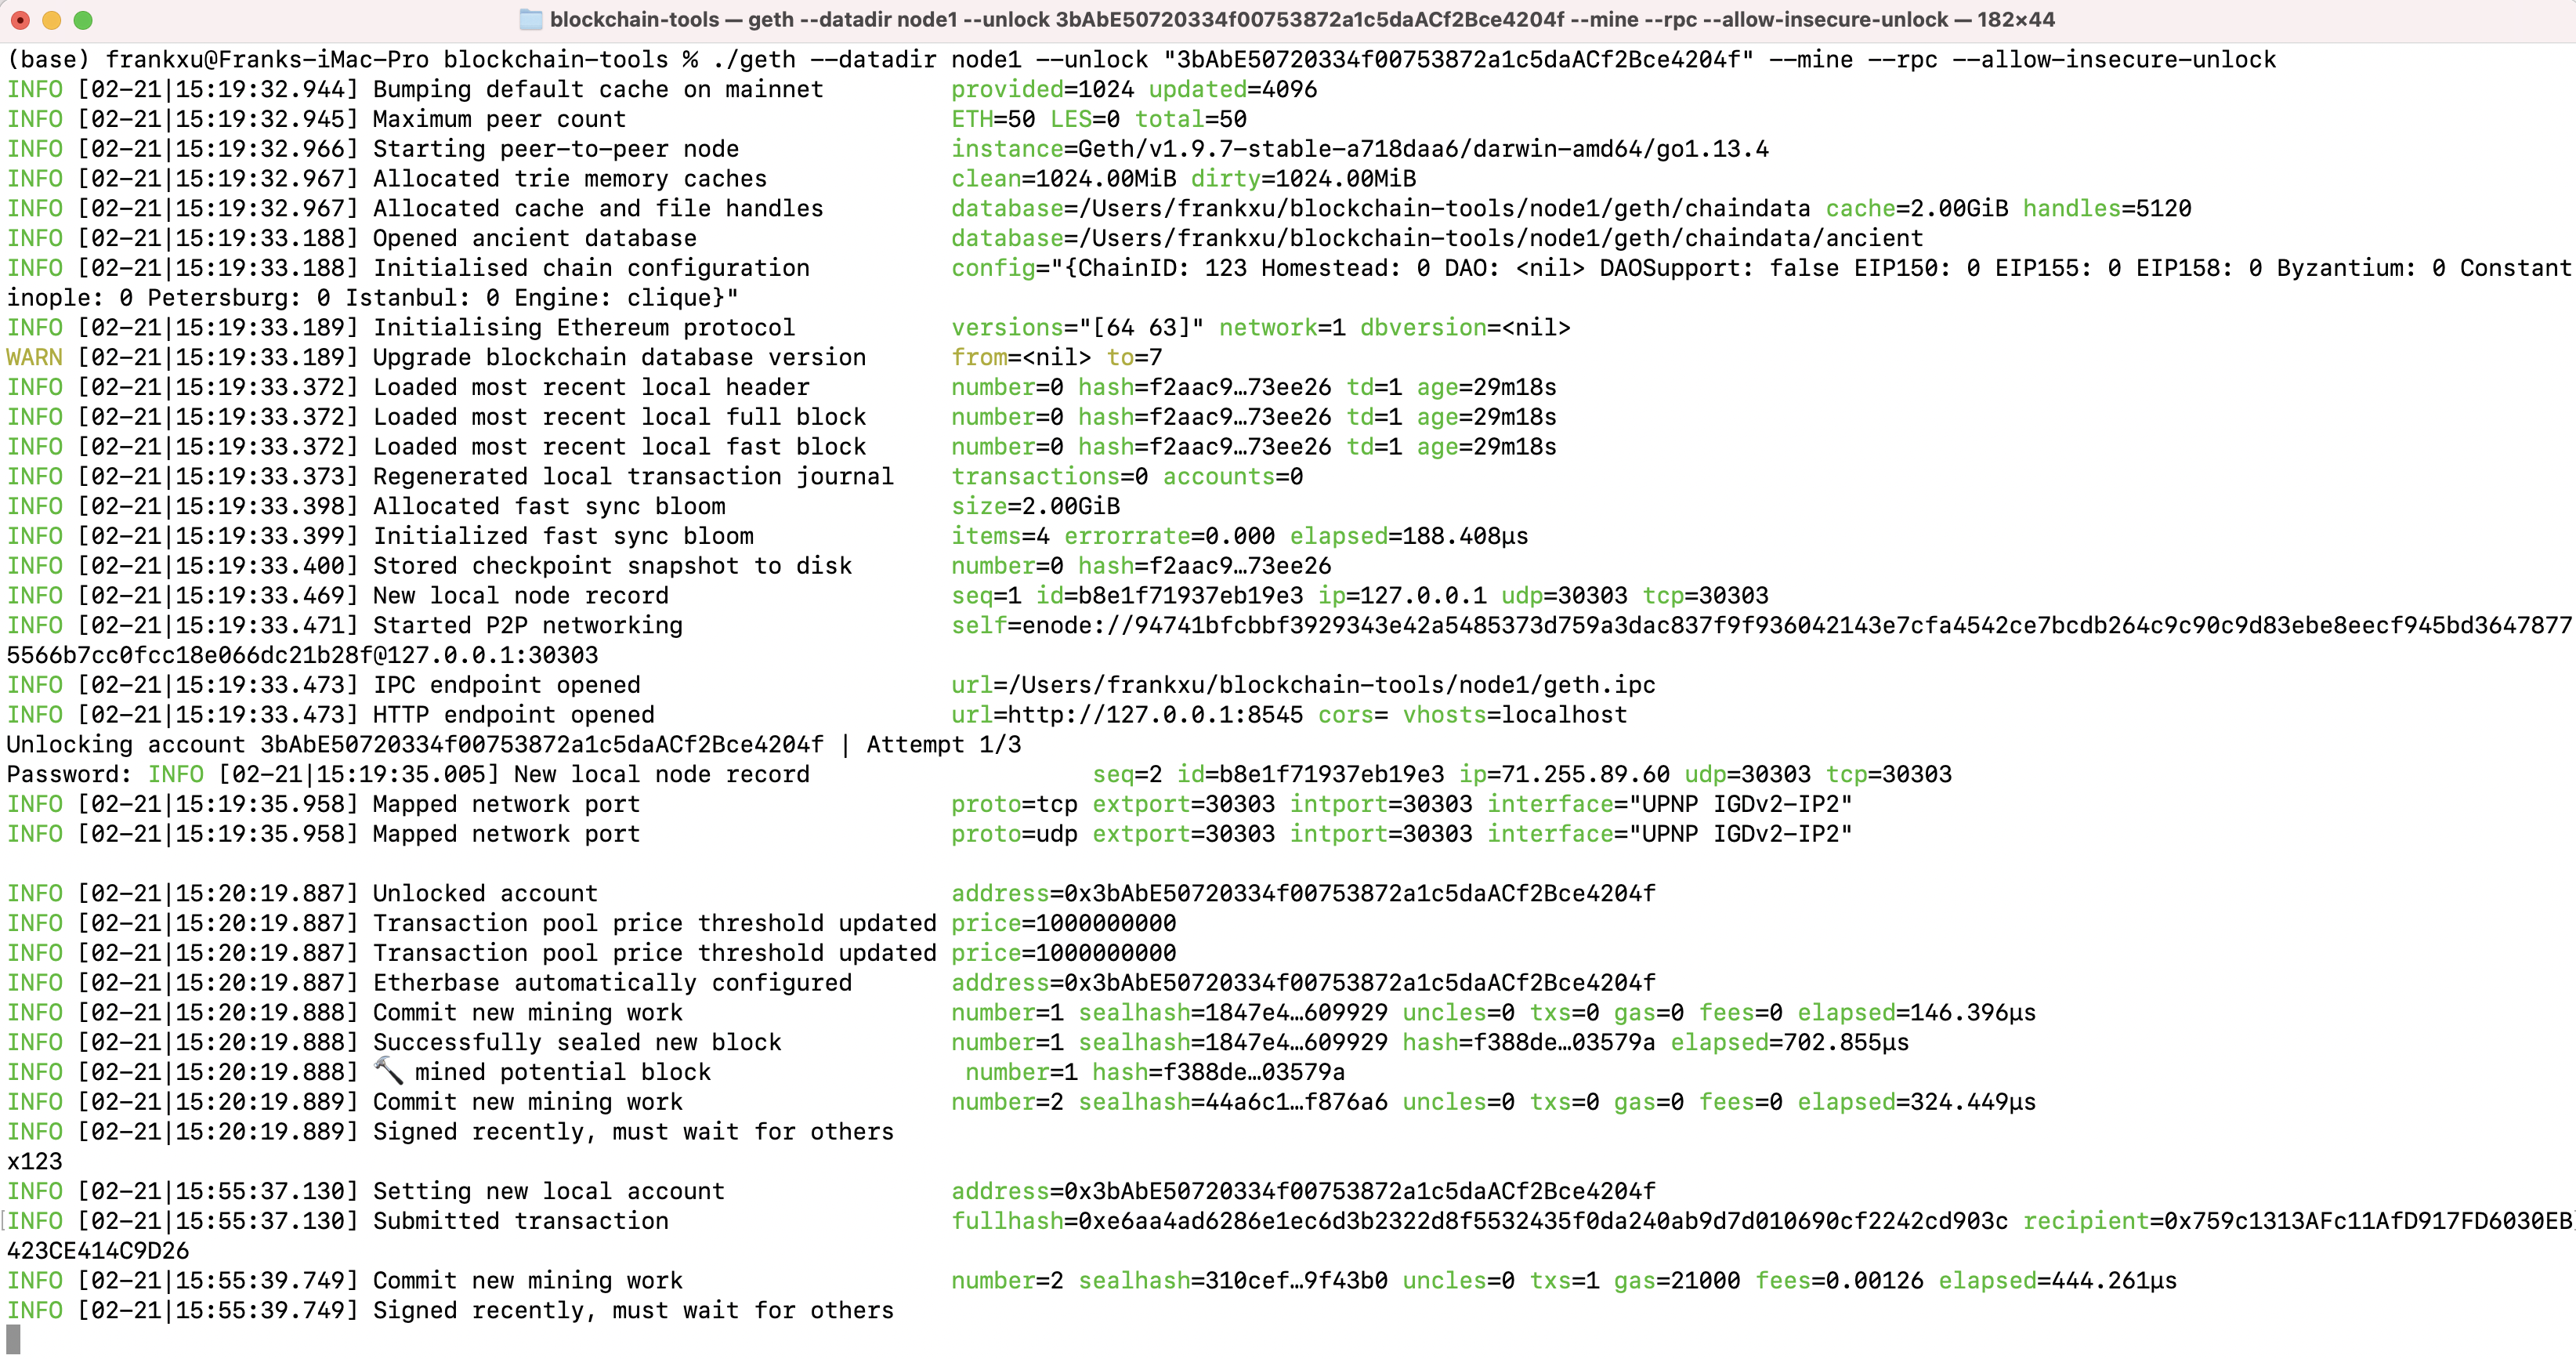 blockchain-tools — geth --datadir node1 --unlock 3bAbE50720334f00753872a1c5daACf2Bce4204f --mine --rpc --allow-insecure-unlock — 182×44
(base) frankxu@Franks-iMac-Pro blockchain-tools % ./geth --datadir node1 --unlock "3bAbE50720334f00753872a1c5daACf2Bce4204f" --mine --rpc --allow-insecure-unlock
INFO [02-21|15:19:32.944] Bumping default cache on mainnet provided=1024 updated=4096
INFO [02-21|15:19:32.945] Maximum peer count ETH=50 LES=0 total=50
INFO [02-21|15:19:32.966] Starting peer-to-peer node instance=Geth/v1.9.7-stable-a718daa6/darwin-amd64/go1.13.4
INFO [02-21|15:19:32.967] Allocated trie memory caches clean=1024.00MiB dirty=1024.00MiB
INFO [02-21|15:19:32.967] Allocated cache and file handles database=/Users/frankxu/blockchain-tools/node1/geth/chaindata cache=2.00GiB handles=5120
INFO [02-21|15:19:33.188] Opened ancient database database=/Users/frankxu/blockchain-tools/node1/geth/chaindata/ancient
INFO [02-21|15:19:33.188] Initialised chain configuration config="{ChainID: 123 Homestead: 0 DAO: <nil> DAOSupport: false EIP150: 0 EIP155: 0 EIP158: 0 Byzantium: 0 Constant
inople: 0 Petersburg: 0 Istanbul: 0 Engine: clique}"
INFO [02-21|15:19:33.189] Initialising Ethereum protocol versions="[64 63]" network=1 dbversion=<nil>
WARN [02-21|15:19:33.189] Upgrade blockchain database version from=<nil> to=7
INFO [02-21|15:19:33.372] Loaded most recent local header number=0 hash=f2aac9…73ee26 td=1 age=29m18s
INFO [02-21|15:19:33.372] Loaded most recent local full block number=0 hash=f2aac9…73ee26 td=1 age=29m18s
INFO [02-21|15:19:33.372] Loaded most recent local fast block number=0 hash=f2aac9…73ee26 td=1 age=29m18s
INFO [02-21|15:19:33.373] Regenerated local transaction journal transactions=0 accounts=0
INFO [02-21|15:19:33.398] Allocated fast sync bloom size=2.00GiB
INFO [02-21|15:19:33.399] Initialized fast sync bloom items=4 errorrate=0.000 elapsed=188.408µs
INFO [02-21|15:19:33.400] Stored checkpoint snapshot to disk number=0 hash=f2aac9…73ee26
INFO [02-21|15:19:33.469] New local node record seq=1 id=b8e1f71937eb19e3 ip=127.0.0.1 udp=30303 tcp=30303
INFO [02-21|15:19:33.471] Started P2P networking self=enode://94741bfcbbf3929343e42a5485373d759a3dac837f9f936042143e7cfa4542ce7bcdb264c9c90c9d83ebe8eecf945bd3647877
5566b7cc0fcc18e066dc21b28f@127.0.0.1:30303
INFO [02-21|15:19:33.473] IPC endpoint opened url=/Users/frankxu/blockchain-tools/node1/geth.ipc
INFO [02-21|15:19:33.473] HTTP endpoint opened url=http://127.0.0.1:8545 cors= vhosts=localhost
Unlocking account 3bAbE50720334f00753872a1c5daACf2Bce4204f | Attempt 1/3
Password: INFO [02-21|15:19:35.005] New local node record seq=2 id=b8e1f71937eb19e3 ip=71.255.89.60 udp=30303 tcp=30303
INFO [02-21|15:19:35.958] Mapped network port proto=tcp extport=30303 intport=30303 interface="UPNP IGDv2-IP2"
INFO [02-21|15:19:35.958] Mapped network port proto=udp extport=30303 intport=30303 interface="UPNP IGDv2-IP2"
INFO [02-21|15:20:19.887] Unlocked account address=0x3bAbE50720334f00753872a1c5daACf2Bce4204f
INFO [02-21|15:20:19.887] Transaction pool price threshold updated price=1000000000
INFO [02-21|15:20:19.887] Transaction pool price threshold updated price=1000000000
INFO [02-21|15:20:19.887] Etherbase automatically configured address=0x3bAbE50720334f00753872a1c5daACf2Bce4204f
INFO [02-21|15:20:19.888] Commit new mining work number=1 sealhash=1847e4…609929 uncles=0 txs=0 gas=0 fees=0 elapsed=146.396µs
INFO [02-21|15:20:19.888] Successfully sealed new block number=1 sealhash=1847e4…609929 hash=f388de…03579a elapsed=702.855µs
INFO [02-21|15:20:19.888] 🔨 mined potential block number=1 hash=f388de…03579a
INFO [02-21|15:20:19.889] Commit new mining work number=2 sealhash=44a6c1…f876a6 uncles=0 txs=0 gas=0 fees=0 elapsed=324.449µs
INFO [02-21|15:20:19.889] Signed recently, must wait for others
x123
INFO [02-21|15:55:37.130] Setting new local account address=0x3bAbE50720334f00753872a1c5daACf2Bce4204f
INFO [02-21|15:55:37.130] Submitted transaction fullhash=0xe6aa4ad6286e1ec6d3b2322d8f5532435f0da240ab9d7d010690cf2242cd903c recipient=0x759c1313AFc11AfD917FD6030EB
423CE414C9D26
INFO [02-21|15:55:39.749] Commit new mining work number=2 sealhash=310cef…9f43b0 uncles=0 txs=1 gas=21000 fees=0.00126 elapsed=444.261µs
INFO [02-21|15:55:39.749] Signed recently, must wait for others